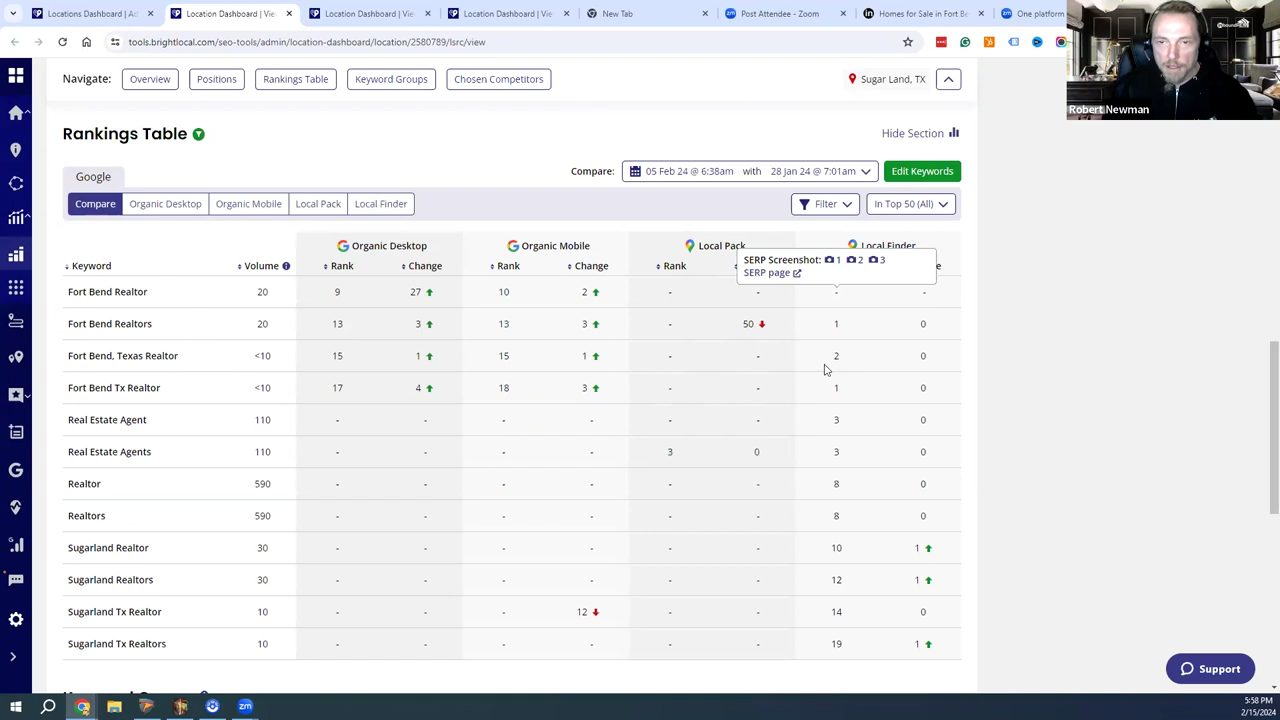 Locations Dashboard | Ad
Location Dashboard | Vie
Location Dashboard | Vi
Location Dashboard | Vi
New Tab
Post Attendee - Zoom
Homes for Sale in Fort Be
One platform
tools.brightlocal.com/seo-tools/admin/location-dashboard/location/
/lsrc/
Robert Newman
Navigate: Overview Positions Rankings Table Keyword Groups Chosen Competitors Sugar Land, TX
Rankings Table
Hide Section
Google
Compare: 05 Feb 24 @ 6:38am with 28 Jan 24 @ 7:01am Edit Keywords
Compare Organic Desktop Organic Mobile Local Pack Local Finder Filter In Top 50 (All)
Organic Desktop Organic Mobile Local Pack Local Finder
Keyword Volume Rank Change Rank Change Rank
SERP Screenshot: 1 2 3
SERP page
Fort Bend Realtor 20 9 27 10 2 - - - -
Fort Bend Realtors 20 13 3 13 3 - 50 1 0
Fort Bend, Texas Realtor <10 15 1 15 1 - - 2 0
Fort Bend Tx Realtor <10 17 4 18 3 - - 1 0
Real Estate Agent 110 - - - - - - 3 0
Real Estate Agents 110 - - - - 3 0 3 0
Realtor 590 - - - - - - 8 0
Realtors 590 - - - - - - 8 0
Sugarland Realtor 30 - - - - - - 10 1
Sugarland Realtors 30 - - - - - - 12 1
Sugarland Tx Realtor 10 - - - 12 - - 14 0
Sugarland Tx Realtors 10 - - - - - - 19 1
Support
5:58 PM
2/15/2024